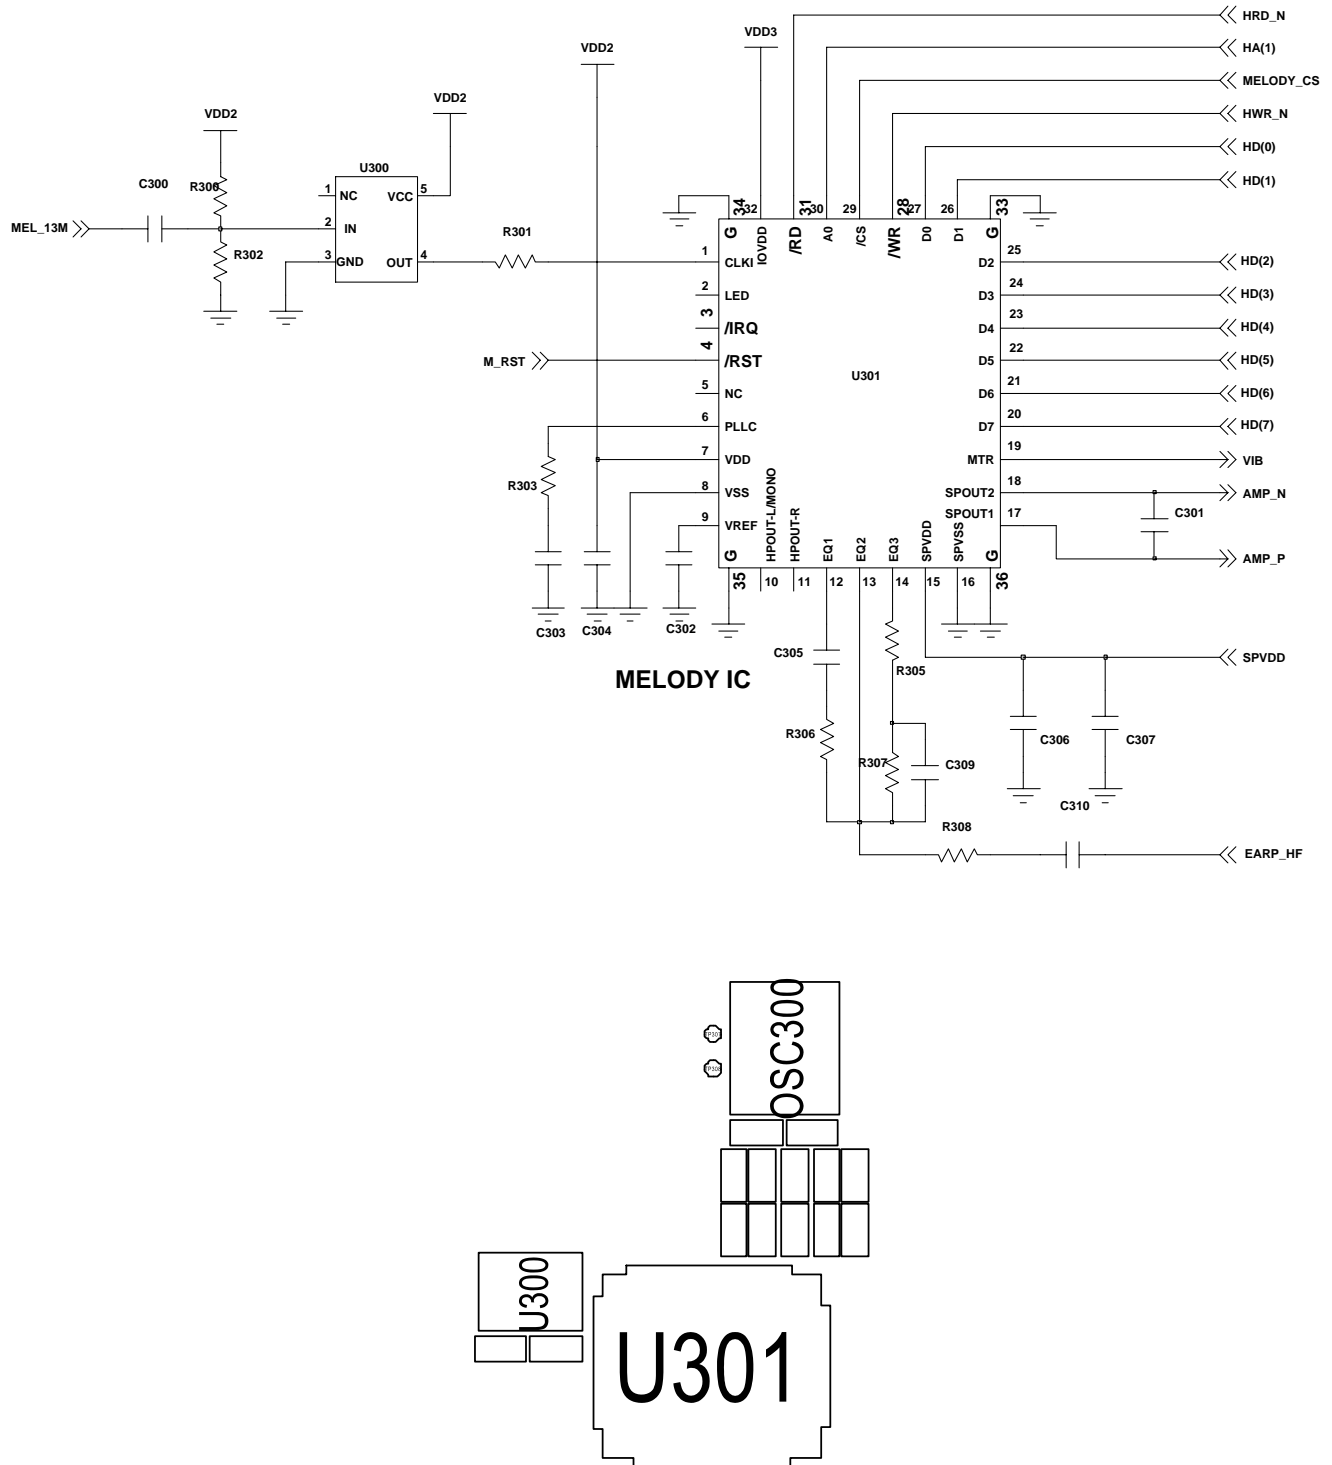 HRD_N
VDD3
HA(1)
VDD2
MELODY_CS
VDD2
HWR_N
VDD2
HD(0)
U300
C300
R300
HD(1)
1
NC
VCC
5
34
32
31
30
29
28
27
26
33
MEL_13M
2
IN
G
IOVDD
/RD
A0
/CS
/WR
D0
D1
G
R301
R302
3
GND
OUT
4
1
CLKI
D2
25
HD(2)
2
LED
D3
24
HD(3)
3
/IRQ
D4
23
HD(4)
4
M_RST
/RST
D5
22
HD(5)
U301
5
NC
D6
21
HD(6)
6
PLLC
D7
20
HD(7)
7
VDD
MTR
19
VIB
R303
8
VSS
SPOUT2
18
AMP_N
9
VREF
SPOUT1
17
C301
HPOUT-L/MONO
HPOUT-R
EQ1
EQ2
EQ3
SPVDD
SPVSS
G
G
AMP_P
35
10
11
12
13
14
15
16
36
C303
C304
C302
C305
R305
SPVDD
MELODY IC
R306
C306
C307
R307
C309
C310
R308
EARP_HF
OSC300
TP307
TP308
U300
U301